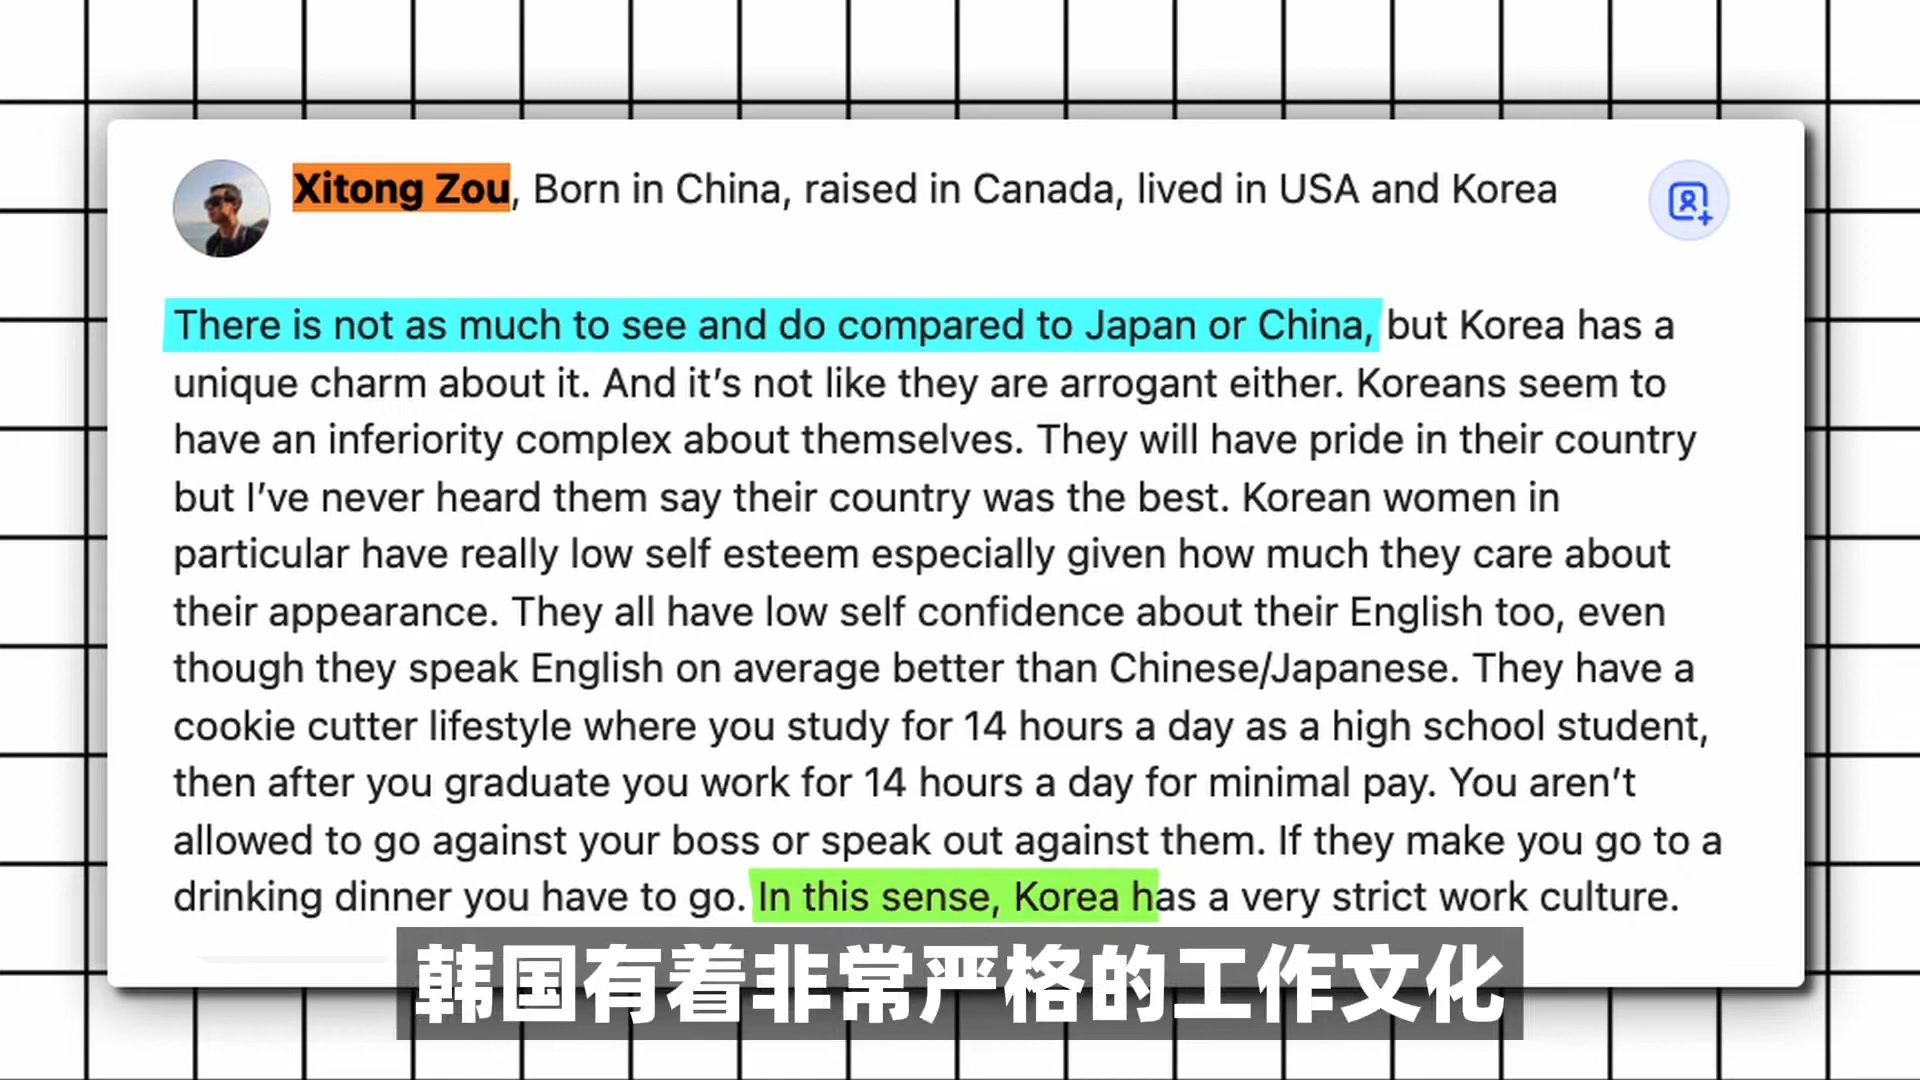 Xitong Zou, Born in China, raised in Canada, lived in USA and Korea
There is not as much to see and do compared to Japan or China, but Korea has a
unique charm about it. And it’s not like they are arrogant either. Koreans seem to
have an inferiority complex about themselves. They will have pride in their country
but I’ve never heard them say their country was the best. Korean women in
particular have really low self esteem especially given how much they care about
their appearance. They all have low self confidence about their English too, even
though they speak English on average better than Chinese/Japanese. They have a
cookie cutter lifestyle where you study for 14 hours a day as a high school student,
then after you graduate you work for 14 hours a day for minimal pay. You aren’t
allowed to go against your boss or speak out against them. If they make you go to a
drinking dinner you have to go. In this sense, Korea has a very strict work culture.
韩国有着非常严格的工作文化